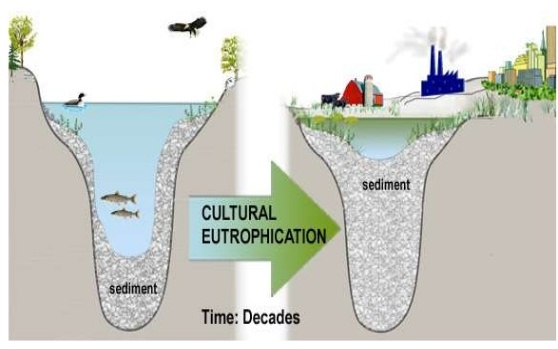 sediment
CULTURAL
EUTROPHICATION
Time: Decades
sediment